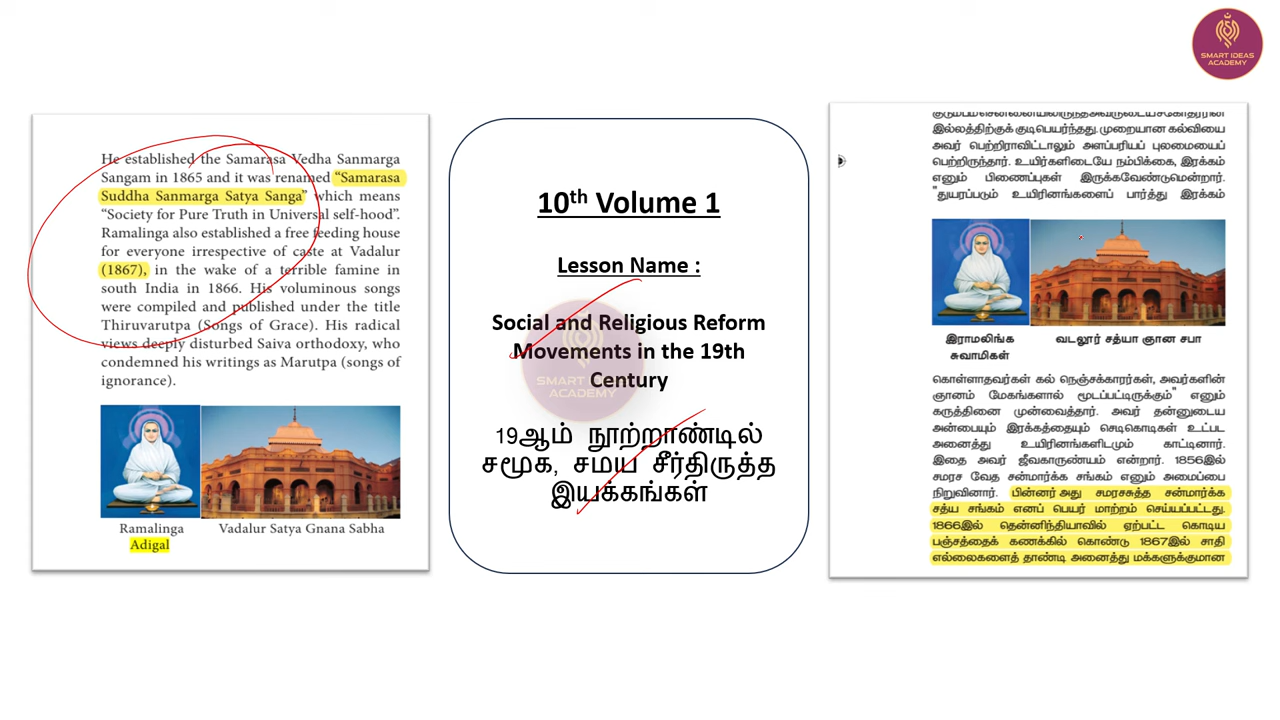 SMART IDEAS
ACADEMY
He established the Samarasa Vedha Sanmarga
Sangam in 1865 and it was renamed “Samarasa
Suddha Sanmarga Satya Sanga” which means
“Society for Pure Truth in Universal self-hood”.
Ramalinga also established a free feeding house
for everyone irrespective of caste at Vadalur
(1867), in the wake of a terrible famine in
south India in 1866. His voluminous songs
were compiled and published under the title
Thiruvarutpa (Songs of Grace). His radical
views deeply disturbed Saiva orthodoxy, who
condemned his writings as Marutpa (songs of
ignorance).
Ramalinga
Adigal
Vadalur Satya Gnana Sabha
10th Volume 1
Lesson Name :
Social and Religious Reform
Movements in the 19th
Century
SMART IDEAS
ACADEMY
19ஆம் நூற்றாண்டில்
சமூக, சமய சீர்திருத்த
இயக்கங்கள்
இல்லத்திற்குக் குடிபெயர்ந்தது. முறையான கல்வியை
அவர் பெற்றிராவிட்டாலும் அளப்பரியப் புலமையைப்
பெற்றிருந்தார். உயிர்களிடையே நம்பிக்கை, இரக்கம்
எனும் பிணைப்புகள் இருக்கவேண்டுமென்றார்.
"துயரப்படும் உயிரினங்களைப் பார்த்து இரக்கம்
இராமலிங்க
சுவாமிகள்
வடலூர் சத்யா ஞான சபா
கொள்ளாதவர்கள் கல் நெஞ்சக்காரர்கள், அவர்களின்
ஞானம் மேகங்களால் மூடப்பட்டிருக்கும்" எனும்
கருத்தினை முன்வைத்தார். அவர் தன்னுடைய
அன்பையும் இரக்கத்தையும் செடிகொடிகள் உட்பட
அனைத்து உயிரினங்களிடமும் காட்டினார்.
இதை அவர் ஜீவகாருண்யம் என்றார். 1856இல்
சமரச வேத சன்மார்க்க சங்கம் எனும் அமைப்பை
நிறுவினார். பின்னர் அது சமரசசுத்த சன்மார்க்க
சத்ய சங்கம் எனப் பெயர் மாற்றம் செய்யப்பட்டது.
1866இல் தென்னிந்தியாவில் ஏற்பட்ட கொடிய
பஞ்சத்தைக் கணக்கில் கொண்டு 1867இல் சாதி
எல்லைகளைத் தாண்டி அனைத்து மக்களுக்குமான